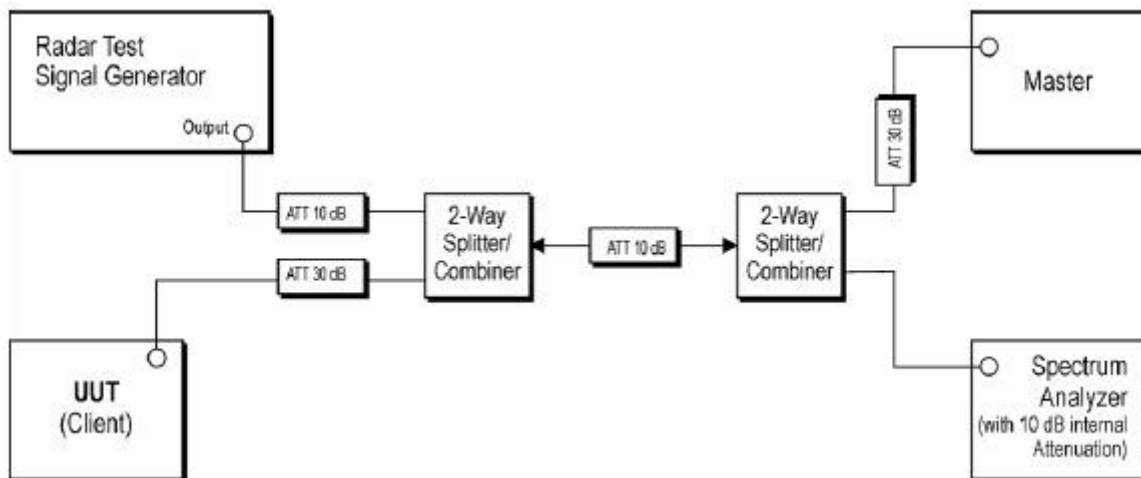 Radar Test
Signal Generator
Output
ATT 10 dB
ATT 30 dB
UUT
(Client)
2-Way
Splitter/
Combiner
ATT 10 dB
2-Way
Splitter/
Combiner
ATT 30 dB
Master
Spectrum
Analyzer
(with 10 dB internal
Attenuation)